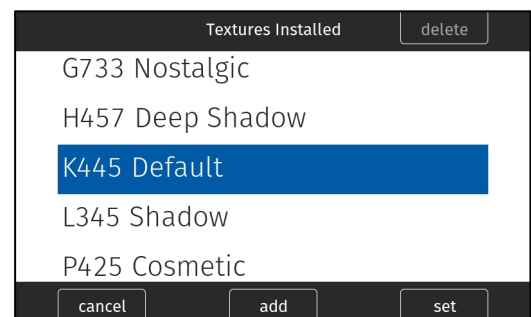 Textures Installed delete
G733 Nostalgic
H457 Deep Shadow
K445 Default
L345 Shadow
P425 Cosmetic
cancel add set